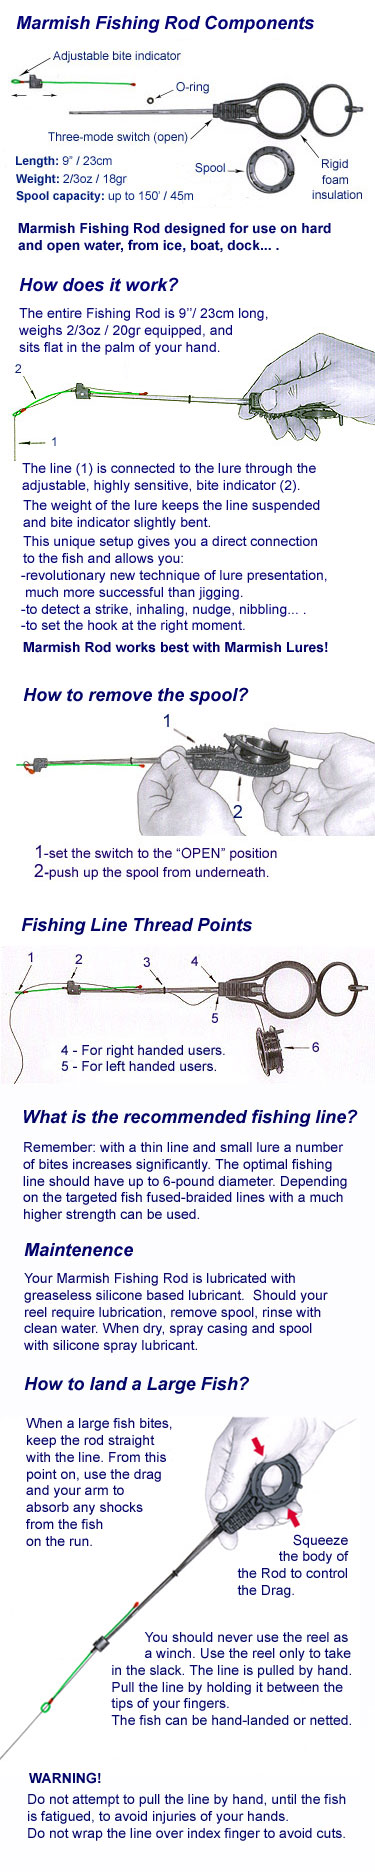 Marmish Fishing Rod Components
Adjustable bite indicator
O-ring
Three-mode switch (open)
Length: 9” / 23cm
Weight: 2/3oz / 18gr
Spool capacity: up to 150’ / 45m
Spool
Rigid
foam
insulation
Marmish Fishing Rod designed for use on hard
and open water, from ice, boat, dock... .
How does it work?
The entire Fishing Rod is 9’’/ 23cm long,
weighs 2/3oz / 20gr equipped, and
sits flat in the palm of your hand.
2
1
The line (1) is connected to the lure through the
adjustable, highly sensitive, bite indicator (2).
The weight of the lure keeps the line suspended
and bite indicator slightly bent.
This unique setup gives you a direct connection
to the fish and allows you:
-revolutionary new technique of lure presentation,
much more successful than jigging.
-to detect a strike, inhaling, nudge, nibbling... .
-to set the hook at the right moment.
Marmish Rod works best with Marmish Lures!
How to remove the spool?
1
2
1-set the switch to the “OPEN” position
2-push up the spool from underneath.
Fishing Line Thread Points
1
2
3
4
5
6
4 - For right handed users.
5 - For left handed users.
What is the recommended fishing line?
Remember: with a thin line and small lure a number
of bites increases significantly. The optimal fishing
line should have up to 6-pound diameter. Depending
on the targeted fish fused-braided lines with a much
higher strength can be used.
Maintenence
Your Marmish Fishing Rod is lubricated with
greaseless silicone based lubricant. Should your
reel require lubrication, remove spool, rinse with
clean water. When dry, spray casing and spool
with silicone spray lubricant.
How to land a Large Fish?
When a large fish bites,
keep the rod straight
with the line. From this
point on, use the drag
and your arm to
absorb any shocks
from the fish
on the run.
Squeeze
the body of
the Rod to control
the Drag.
You should never use the reel as
a winch. Use the reel only to take
in the slack. The line is pulled by hand.
Pull the line by holding it between the
tips of your fingers.
The fish can be hand-landed or netted.
WARNING!
Do not attempt to pull the line by hand, until the fish
is fatigued, to avoid injuries of your hands.
Do not wrap the line over index finger to avoid cuts.